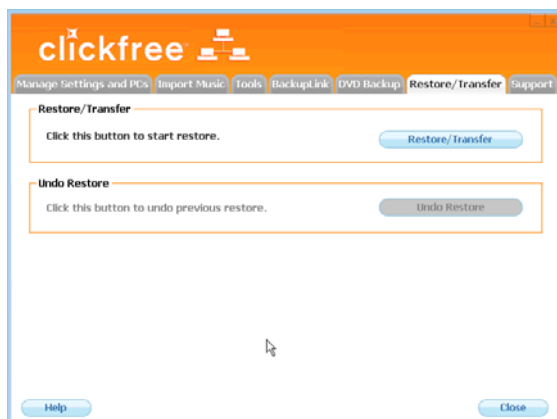 clickfree
Manage Settings and PCs Import Music Tools BackupLink DVD Backup Restore/Transfer Support
Restore/Transfer
Click this button to start restore. Restore/Transfer
Undo Restore
Click this button to undo previous restore. Undo Restore
Help Close